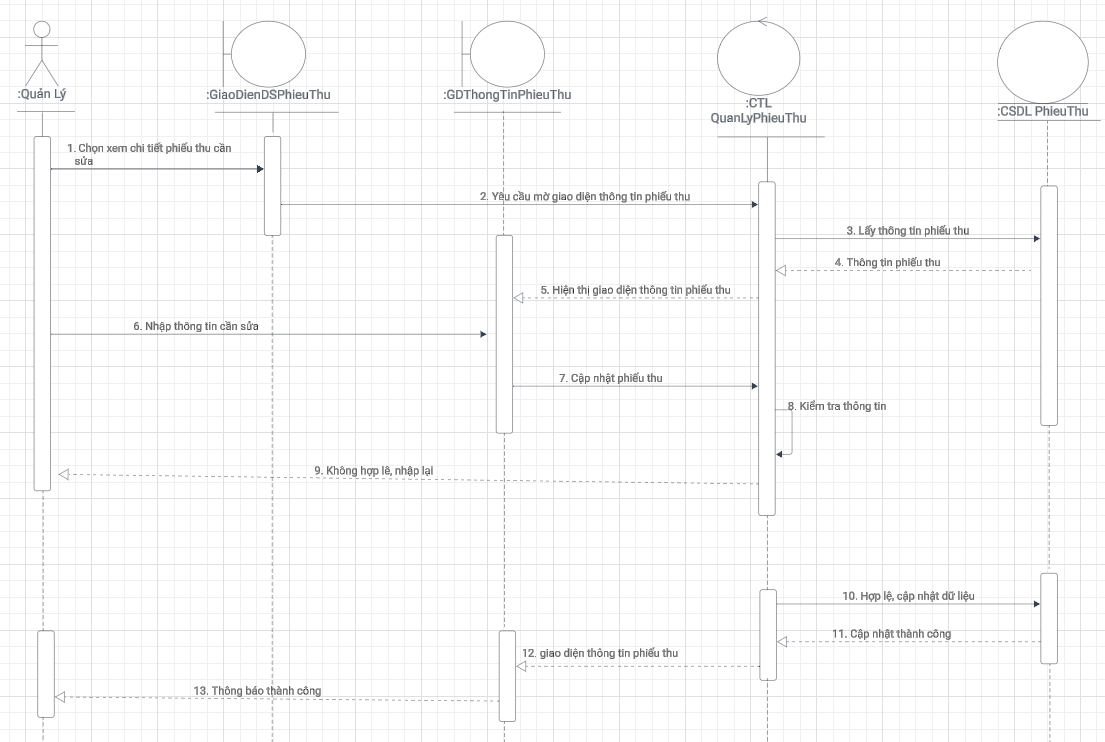 :Quản Lý
:GiaoDienDSPhieuThu
:GDThongTinPhieuThu
:CTL
QuanLyPhieuThu
:CSDL PhieuThu
1. Chọn xem chi tiết phiếu thu cần
sửa
2. Yêu cầu mở giao diện thông tin phiếu thu
3. Lấy thông tin phiếu thu
4. Thông tin phiếu thu
5. Hiện thị giao diện thông tin phiếu thu
6. Nhập thông tin cần sửa
7. Cập nhật phiếu thu
8. Kiểm tra thông tin
9. Không hợp lê, nhập lại
10. Hợp lệ, cập nhật dữ liệu
11. Cập nhật thành công
12. giao diện thông tin phiếu thu
13. Thông báo thành công